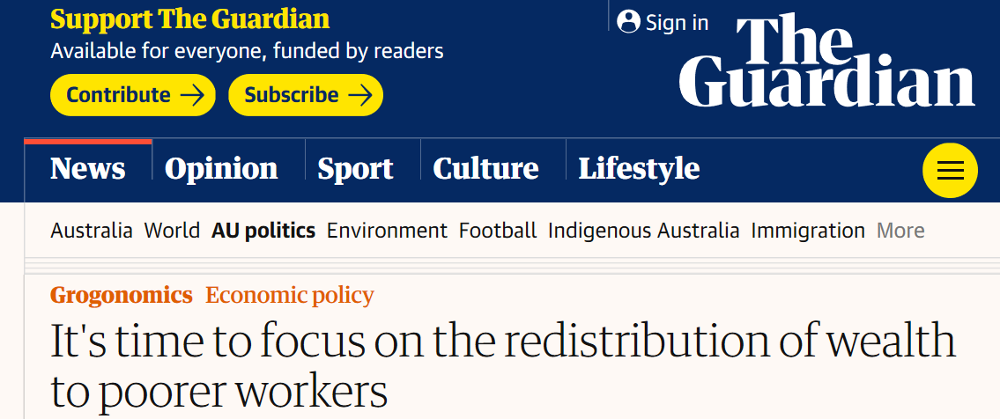 Support The Guardian
Available for everyone, funded by readers
Contribute
Subscribe
Sign in
The
Guardian
News
Opinion
Sport
Culture
Lifestyle
Australia World AU politics Environment Football Indigenous Australia Immigration More
Grogonomics Economic policy
It's time to focus on the redistribution of wealth
to poorer workers